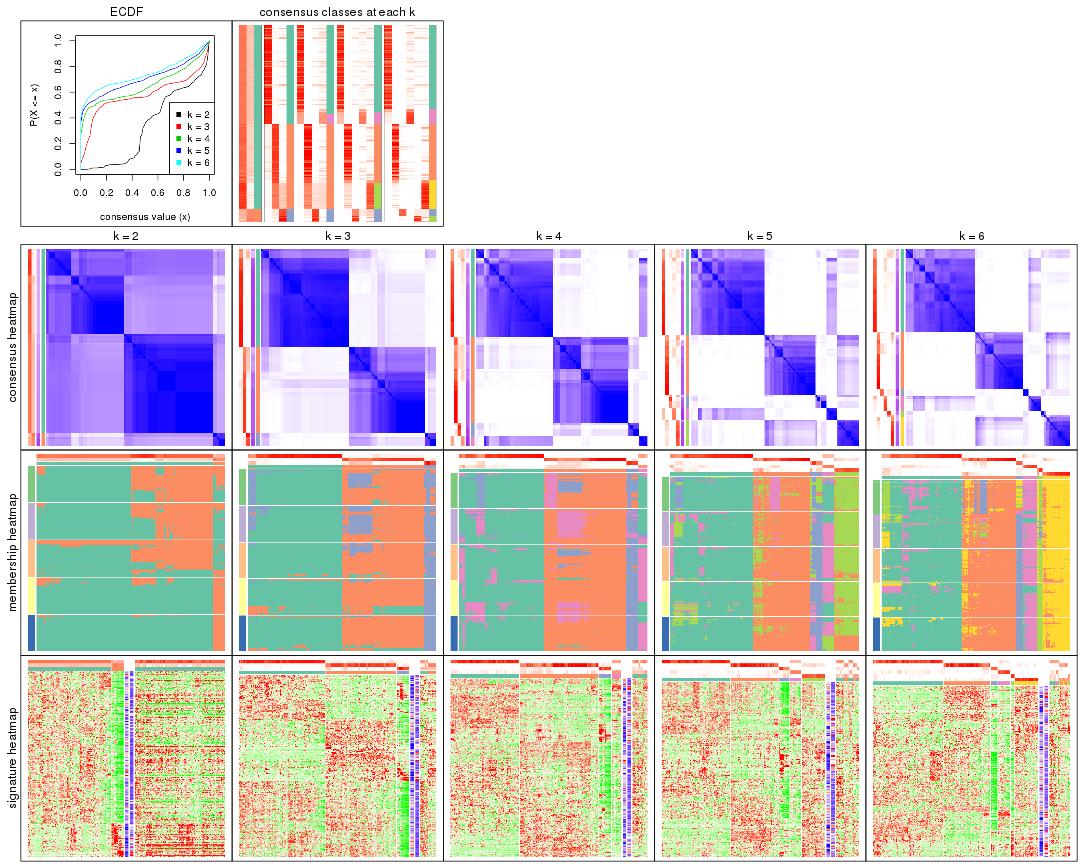 ECDF
consensus classes at each k
P(X <= x)
0.0 0.2 0.4 0.6 0.8 1.0
k = 2
k = 3
k = 4
k = 5
k = 6
0.0 0.2 0.4 0.6 0.8 1.0
consensus value (x)
k = 2
k = 3
k = 4
k = 5
k = 6
consensus heatmap
membership heatmap
signature heatmap